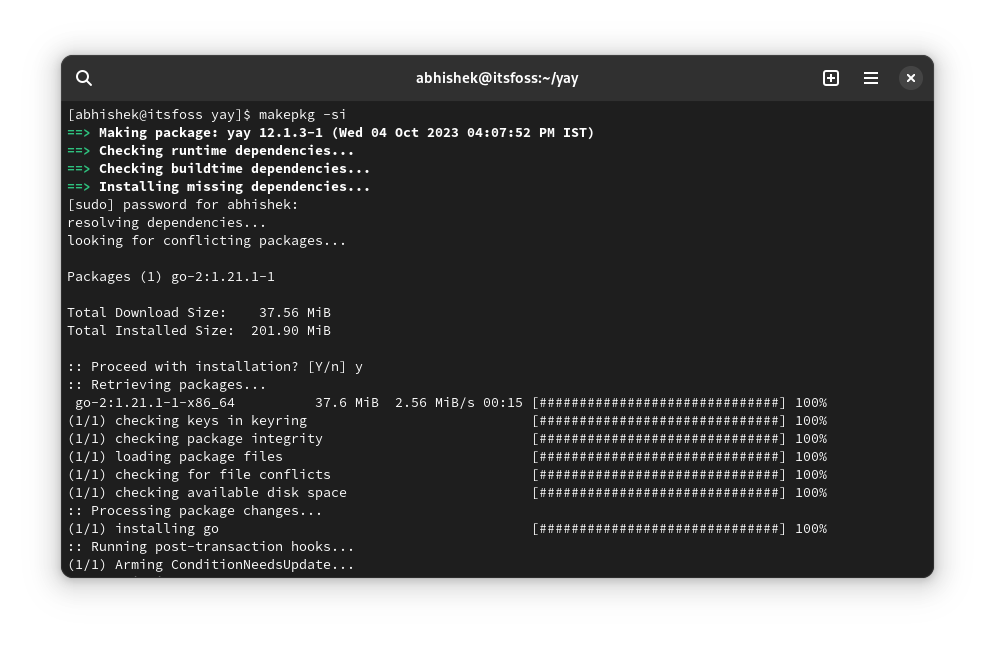 abhishek@itsfoss:~/yay
[abhishek@itsfoss yay]$ makepkg -si
==> Making package: yay 12.1.3-1 (Wed 04 Oct 2023 04:07:52 PM IST)
==> Checking runtime dependencies...
==> Checking buildtime dependencies...
==> Installing missing dependencies...
[sudo] password for abhishek:
resolving dependencies...
looking for conflicting packages...
Packages (1) go-2:1.21.1-1
Total Download Size:    37.56 MiB
Total Installed Size:  201.90 MiB
:: Proceed with installation? [Y/n] y
:: Retrieving packages...
 go-2:1.21.1-1-x86_64          37.6 MiB  2.56 MiB/s 00:15 [##############################] 100%
(1/1) checking keys in keyring                            [##############################] 100%
(1/1) checking package integrity                          [##############################] 100%
(1/1) loading package files                               [##############################] 100%
(1/1) checking for file conflicts                         [##############################] 100%
(1/1) checking available disk space                       [##############################] 100%
:: Processing package changes...
(1/1) installing go                                       [##############################] 100%
:: Running post-transaction hooks...
(1/1) Arming ConditionNeedsUpdate...